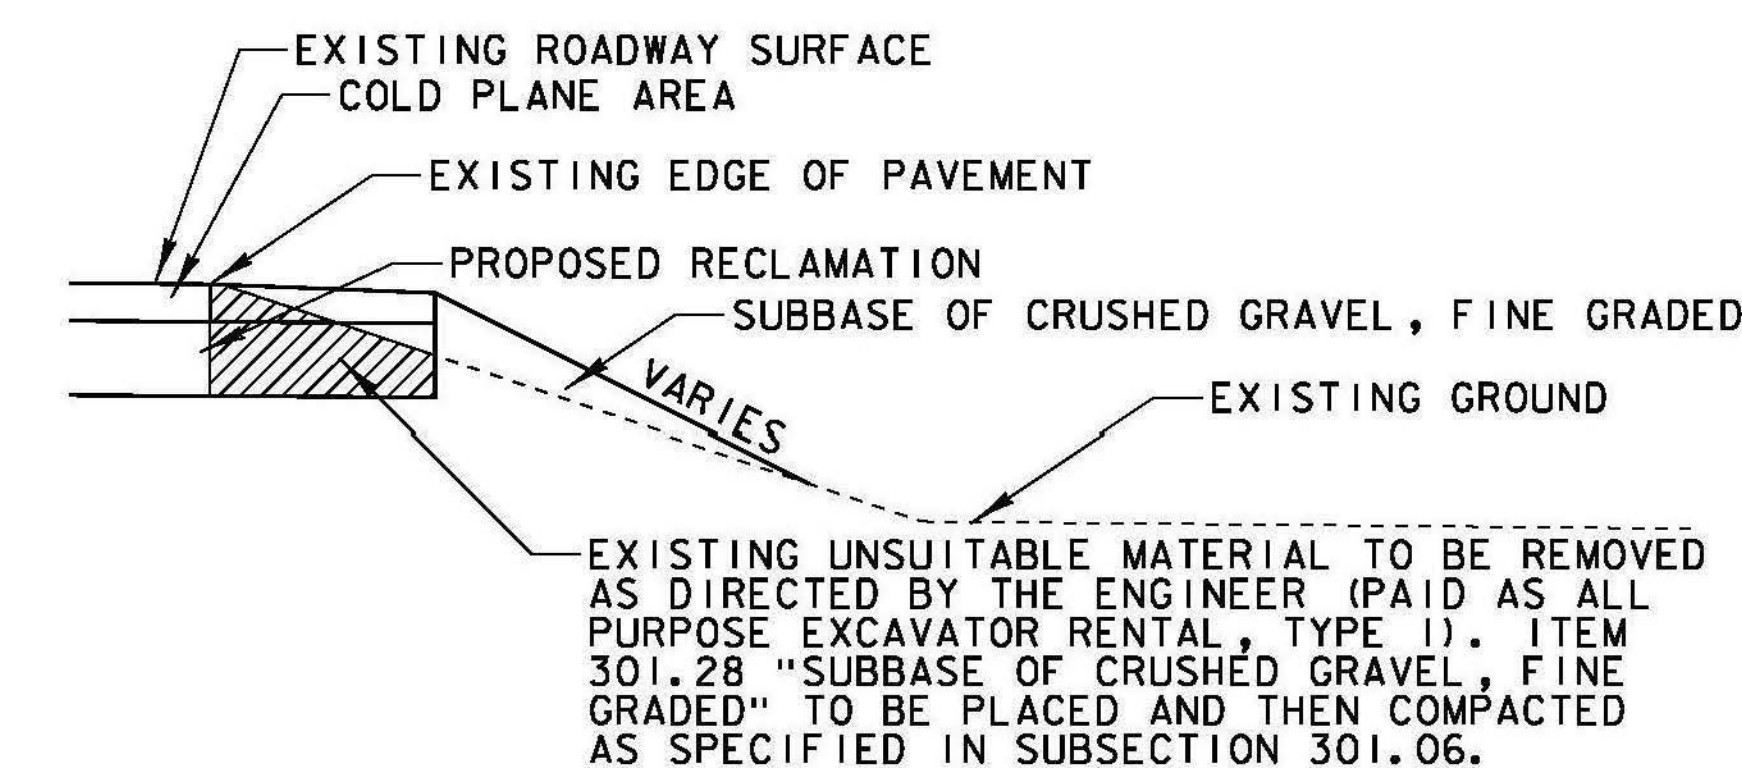 EXISTING ROADWAY SURFACE
COLD PLANE AREA
EXISTING EDGE OF PAVEMENT
PROPOSED RECLAMATION
SUBBASE OF CRUSHED GRAVEL, FINE GRADED
VARIES
EXISTING GROUND
EXISTING UNSUITABLE MATERIAL TO BE REMOVED
AS DIRECTED BY THE ENGINEER (PAID AS ALL
PURPOSE EXCAVATOR RENTAL, TYPE I). ITEM
301.28 "SUBBASE OF CRUSHED GRAVEL, FINE
GRADED" TO BE PLACED AND THEN COMPACTED
AS SPECIFIED IN SUBSECTION 301.06.